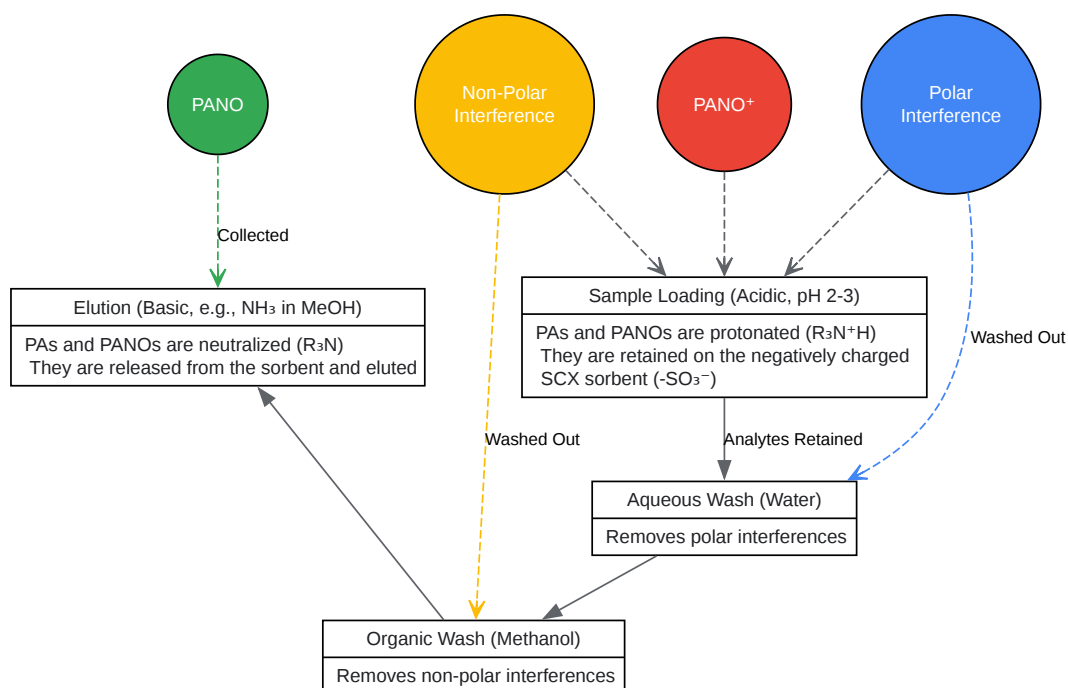 PANO
Non-Polar
Interference
PANO⁺
Polar
Interference
Collected
Elution (Basic, e.g., NH₃ in MeOH)
PAs and PANOs are neutralized (R₃N)
They are released from the sorbent and eluted
Sample Loading (Acidic, pH 2-3)
PAs and PANOs are protonated (R₃N⁺H)
They are retained on the negatively charged
SCX sorbent (-SO₃⁻)
Washed Out
Washed Out
Analytes Retained
Aqueous Wash (Water)
Removes polar interferences
Organic Wash (Methanol)
Removes non-polar interferences